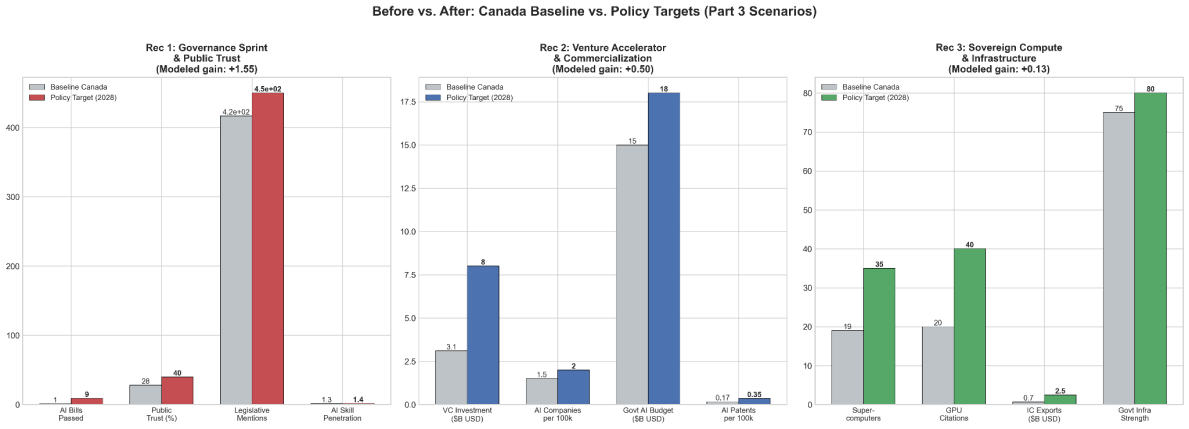 Before vs. After: Canada Baseline vs. Policy Targets (Part 3 Scenarios)
Rec 1: Governance Sprint
& Public Trust
(Modeled gain: +1.55)
Baseline Canada
Policy Target (2028)
400
300
200
100
0
1
9
28
40
4.2e+02
4.5e+02
1.3
1.4
AI Bills
Passed
Public
Trust (%)
Legislative
Mentions
AI Skill
Penetration
Rec 2: Venture Accelerator
& Commercialization
(Modeled gain: +0.50)
Baseline Canada
Policy Target (2028)
17.5
15.0
12.5
10.0
7.5
5.0
2.5
0.0
3.1
8
1.5
2
15
18
0.17
0.35
VC Investment
($B USD)
AI Companies
per 100k
Govt AI Budget
($B USD)
AI Patents
per 100k
Rec 3: Sovereign Compute
& Infrastructure
(Modeled gain: +0.13)
Baseline Canada
Policy Target (2028)
80
70
60
50
40
30
20
10
0
19
35
20
40
0.7
2.5
75
80
Super-
computers
GPU
Citations
IC Exports
($B USD)
Govt Infra
Strength